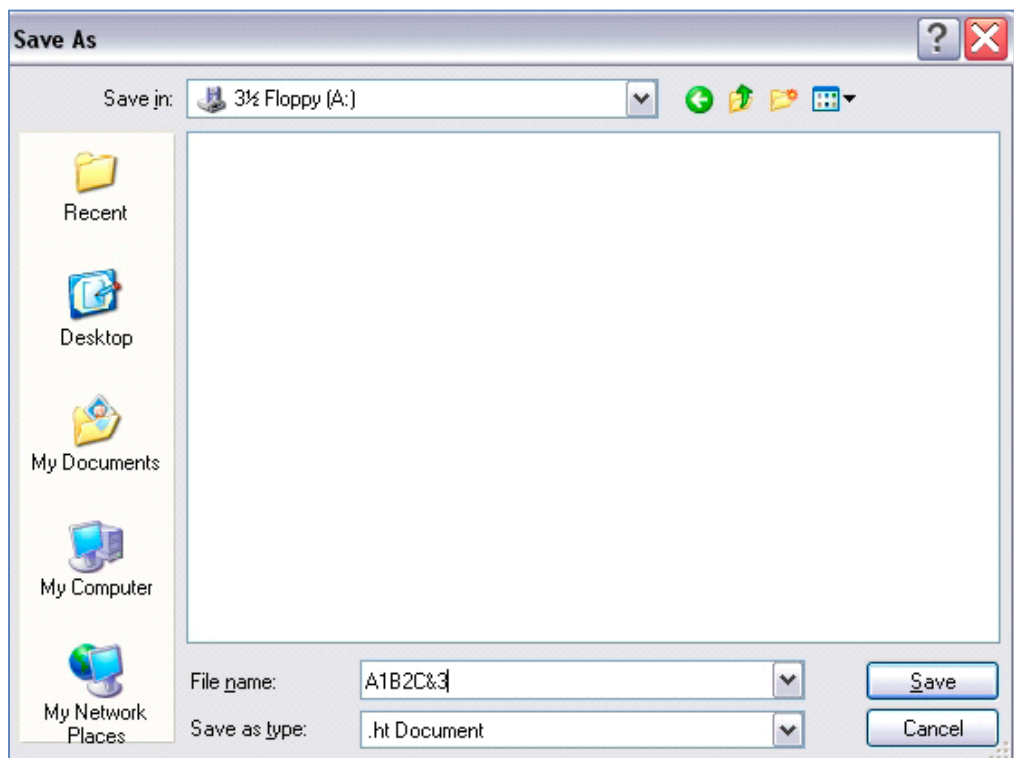 Save As
Save in:
3½ Floppy (A:)
Recent
Desktop
My Documents
My Computer
My Network
Places
File name:
A1B2C&3
Save
Save as type:
.ht Document
Cancel